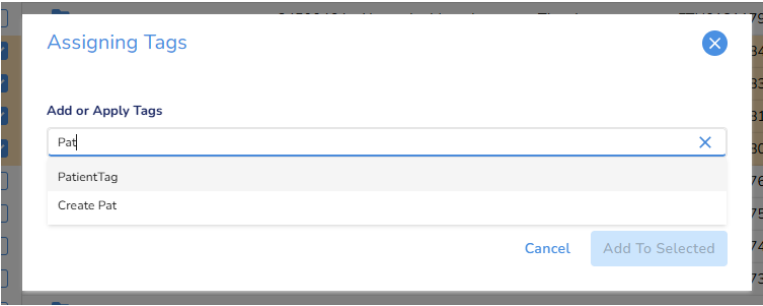 Assigning Tags
Add or Apply Tags
Pat
PatientTag
Create Pat
Cancel
Add To Selected